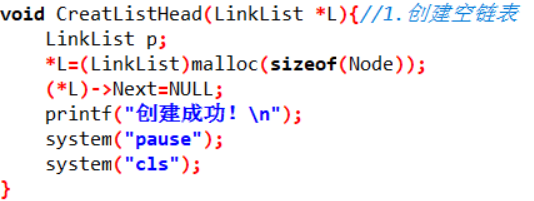 void CreatListHead(LinkList *L){//1.创建空链表
    LinkList p;
    *L=(LinkList)malloc(sizeof(Node));
    (*L)->Next=NULL;
    printf("创建成功! \n");
    system("pause");
    system("cls");
}